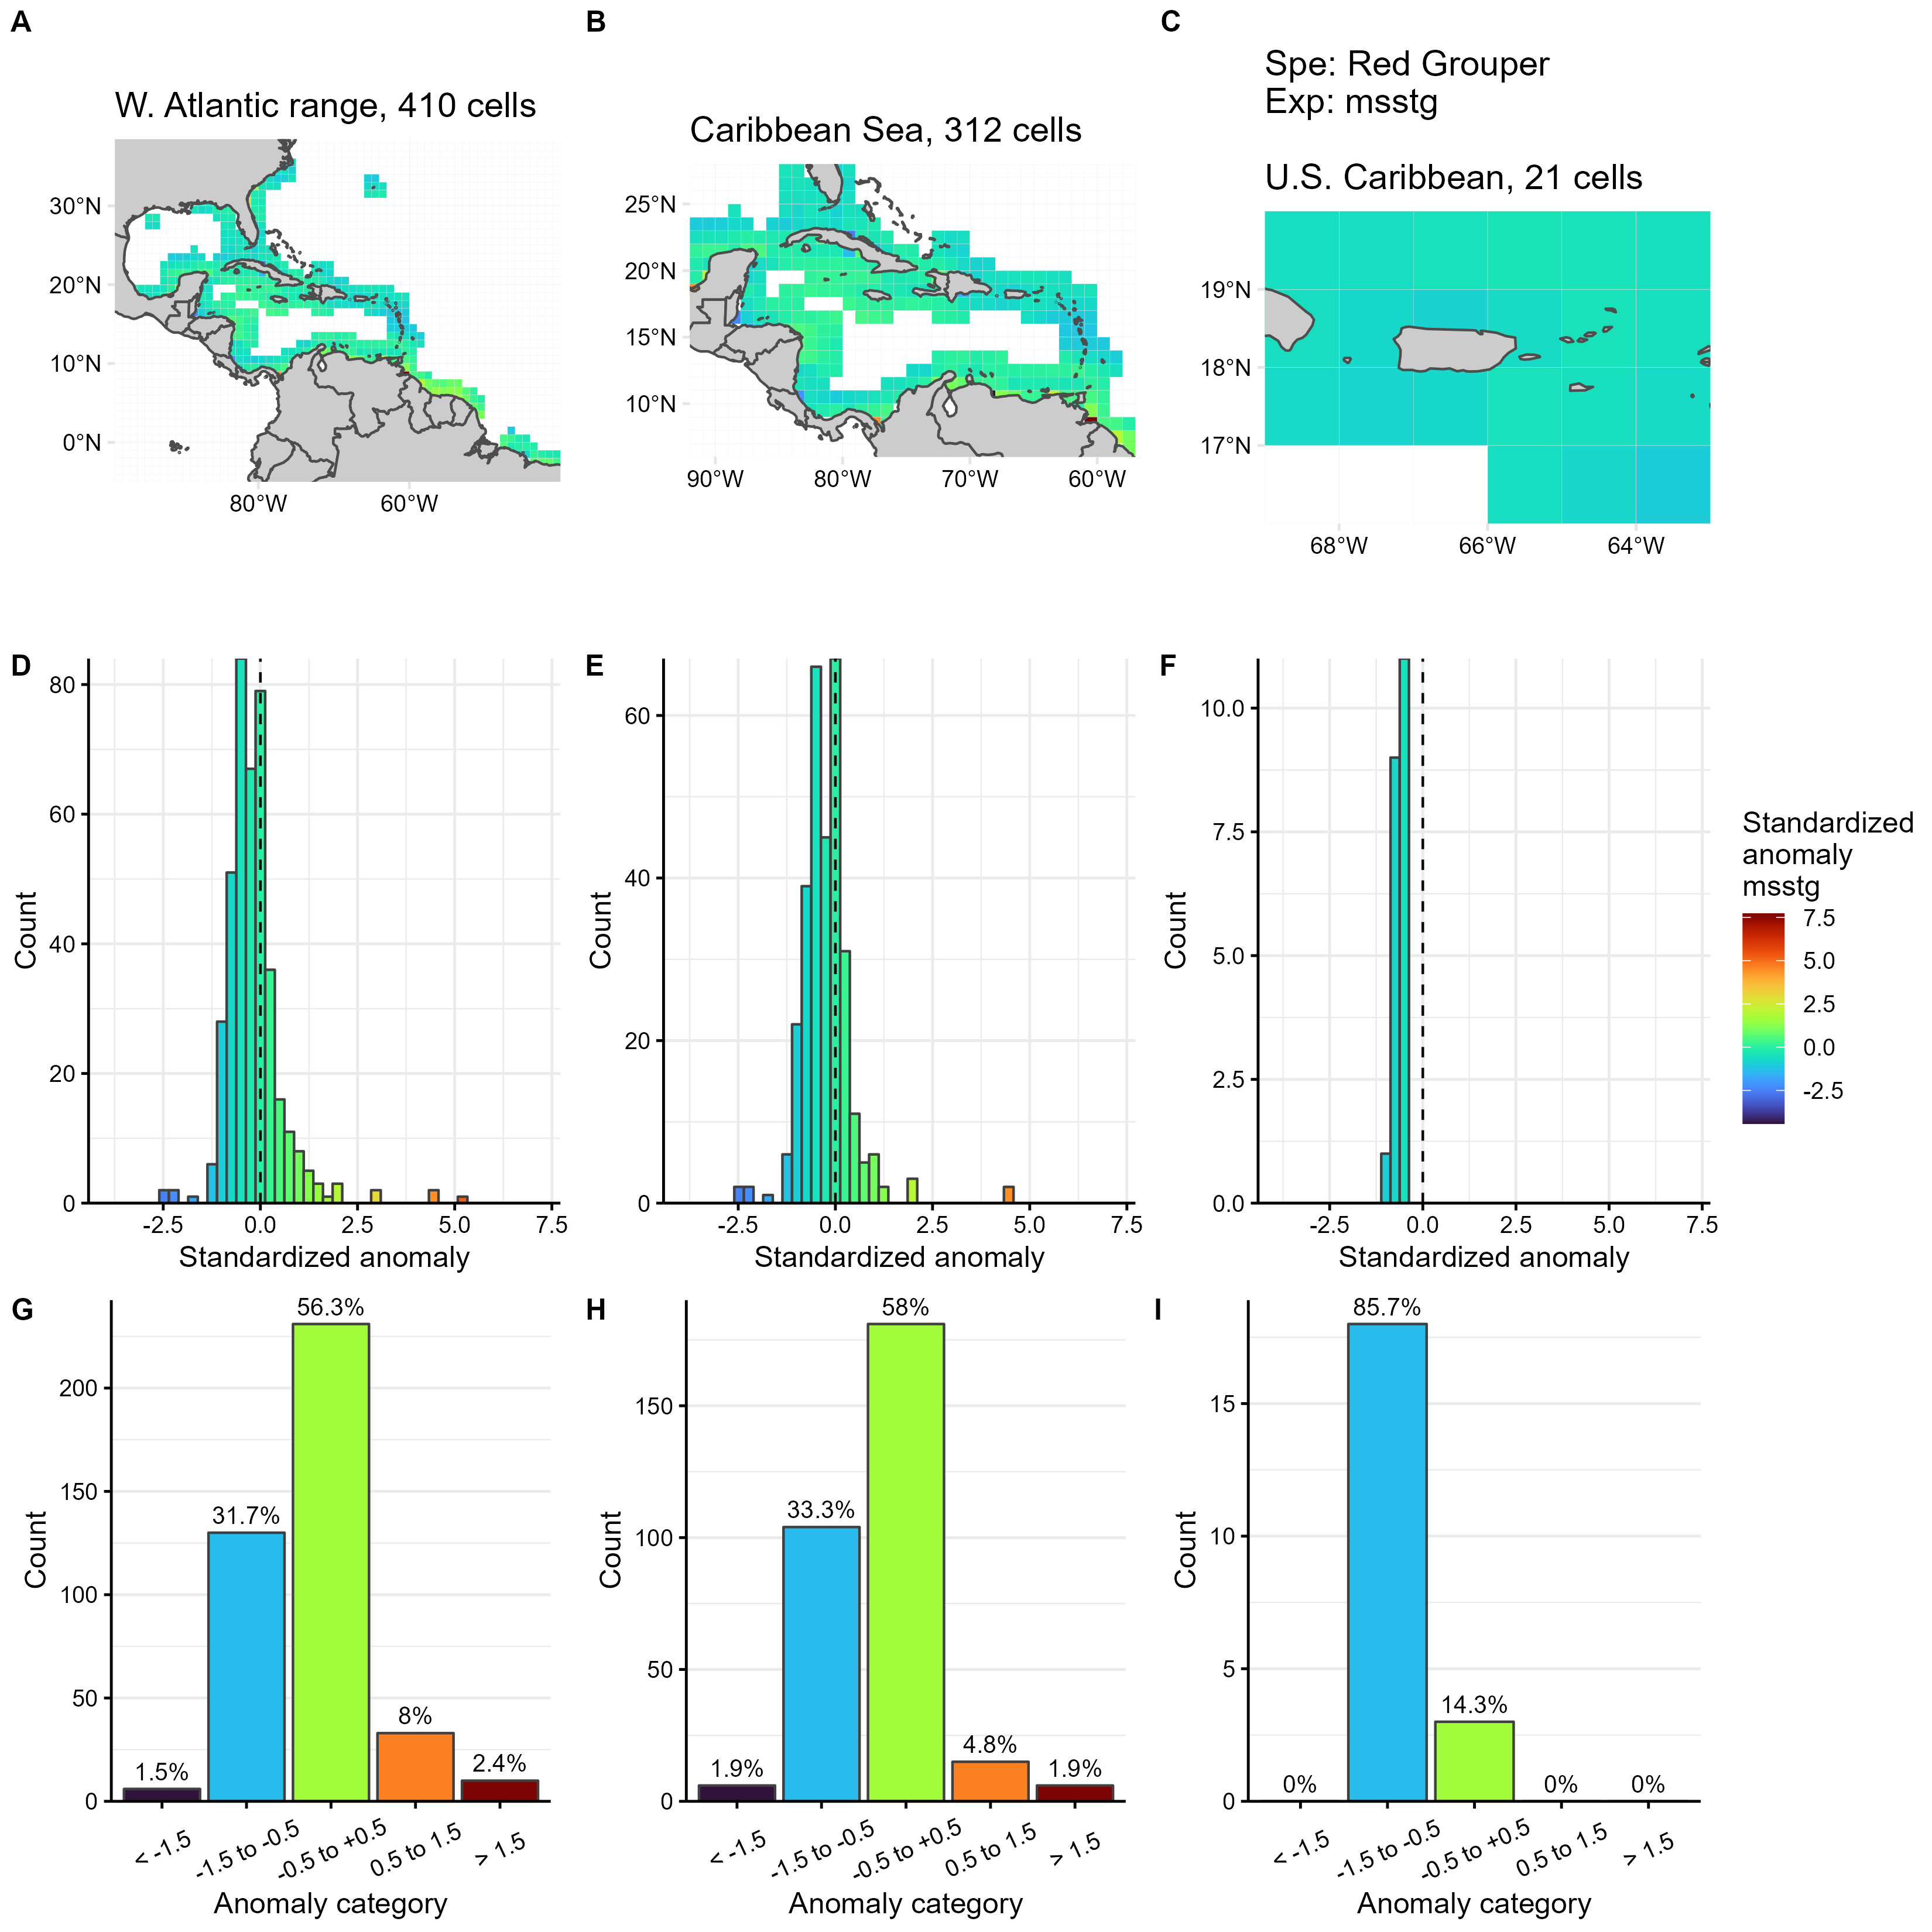 A
B
C
Spe: Red Grouper
Exp: msstg
W. Atlantic range, 410 cells
Caribbean Sea, 312 cells
U.S. Caribbean, 21 cells
30°N
20°N
10°N
0°N
80°W
60°W
25°N
20°N
15°N
10°N
90°W
80°W
70°W
60°W
19°N
18°N
17°N
68°W
66°W
64°W
D
Count
80
60
40
20
0
-2.5
0.0
2.5
5.0
7.5
Standardized anomaly
E
Count
60
40
20
0
-2.5
0.0
2.5
5.0
7.5
Standardized anomaly
F
Count
10.0
7.5
5.0
2.5
0.0
-2.5
0.0
2.5
5.0
7.5
Standardized anomaly
Standardized
anomaly
msstg
7.5
5.0
2.5
0.0
-2.5
G
Count
200
150
100
50
0
1.5%
31.7%
56.3%
8%
2.4%
< -1.5
-1.5 to -0.5
-0.5 to +0.5
0.5 to 1.5
> 1.5
Anomaly category
H
Count
150
100
50
0
1.9%
33.3%
58%
4.8%
1.9%
< -1.5
-1.5 to -0.5
-0.5 to +0.5
0.5 to 1.5
> 1.5
Anomaly category
I
Count
15
10
5
0
0%
85.7%
14.3%
0%
0%
< -1.5
-1.5 to -0.5
-0.5 to +0.5
0.5 to 1.5
> 1.5
Anomaly category